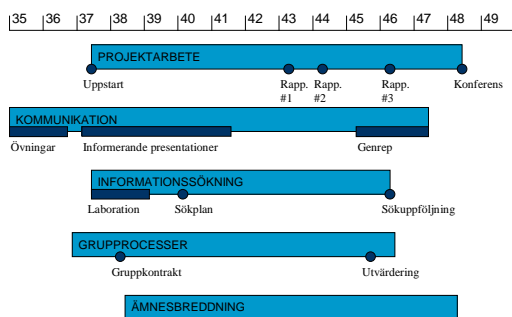 35 36 37 38 39 40 41 42 43 44 45 46 47 48 49
PROJEKTARBETE
Uppstart Rapp. Rapp. Rapp. Konferens
#1 #2 #3
KOMMUNIKATION
Övningar Informerande presentationer Genrep
INFORMATIONSSÖKNING
Laboration Sökplan Sökuppföljning
GRUPPROCESSER
Gruppkontrakt Utvärdering
ÄMNESBREDDNING